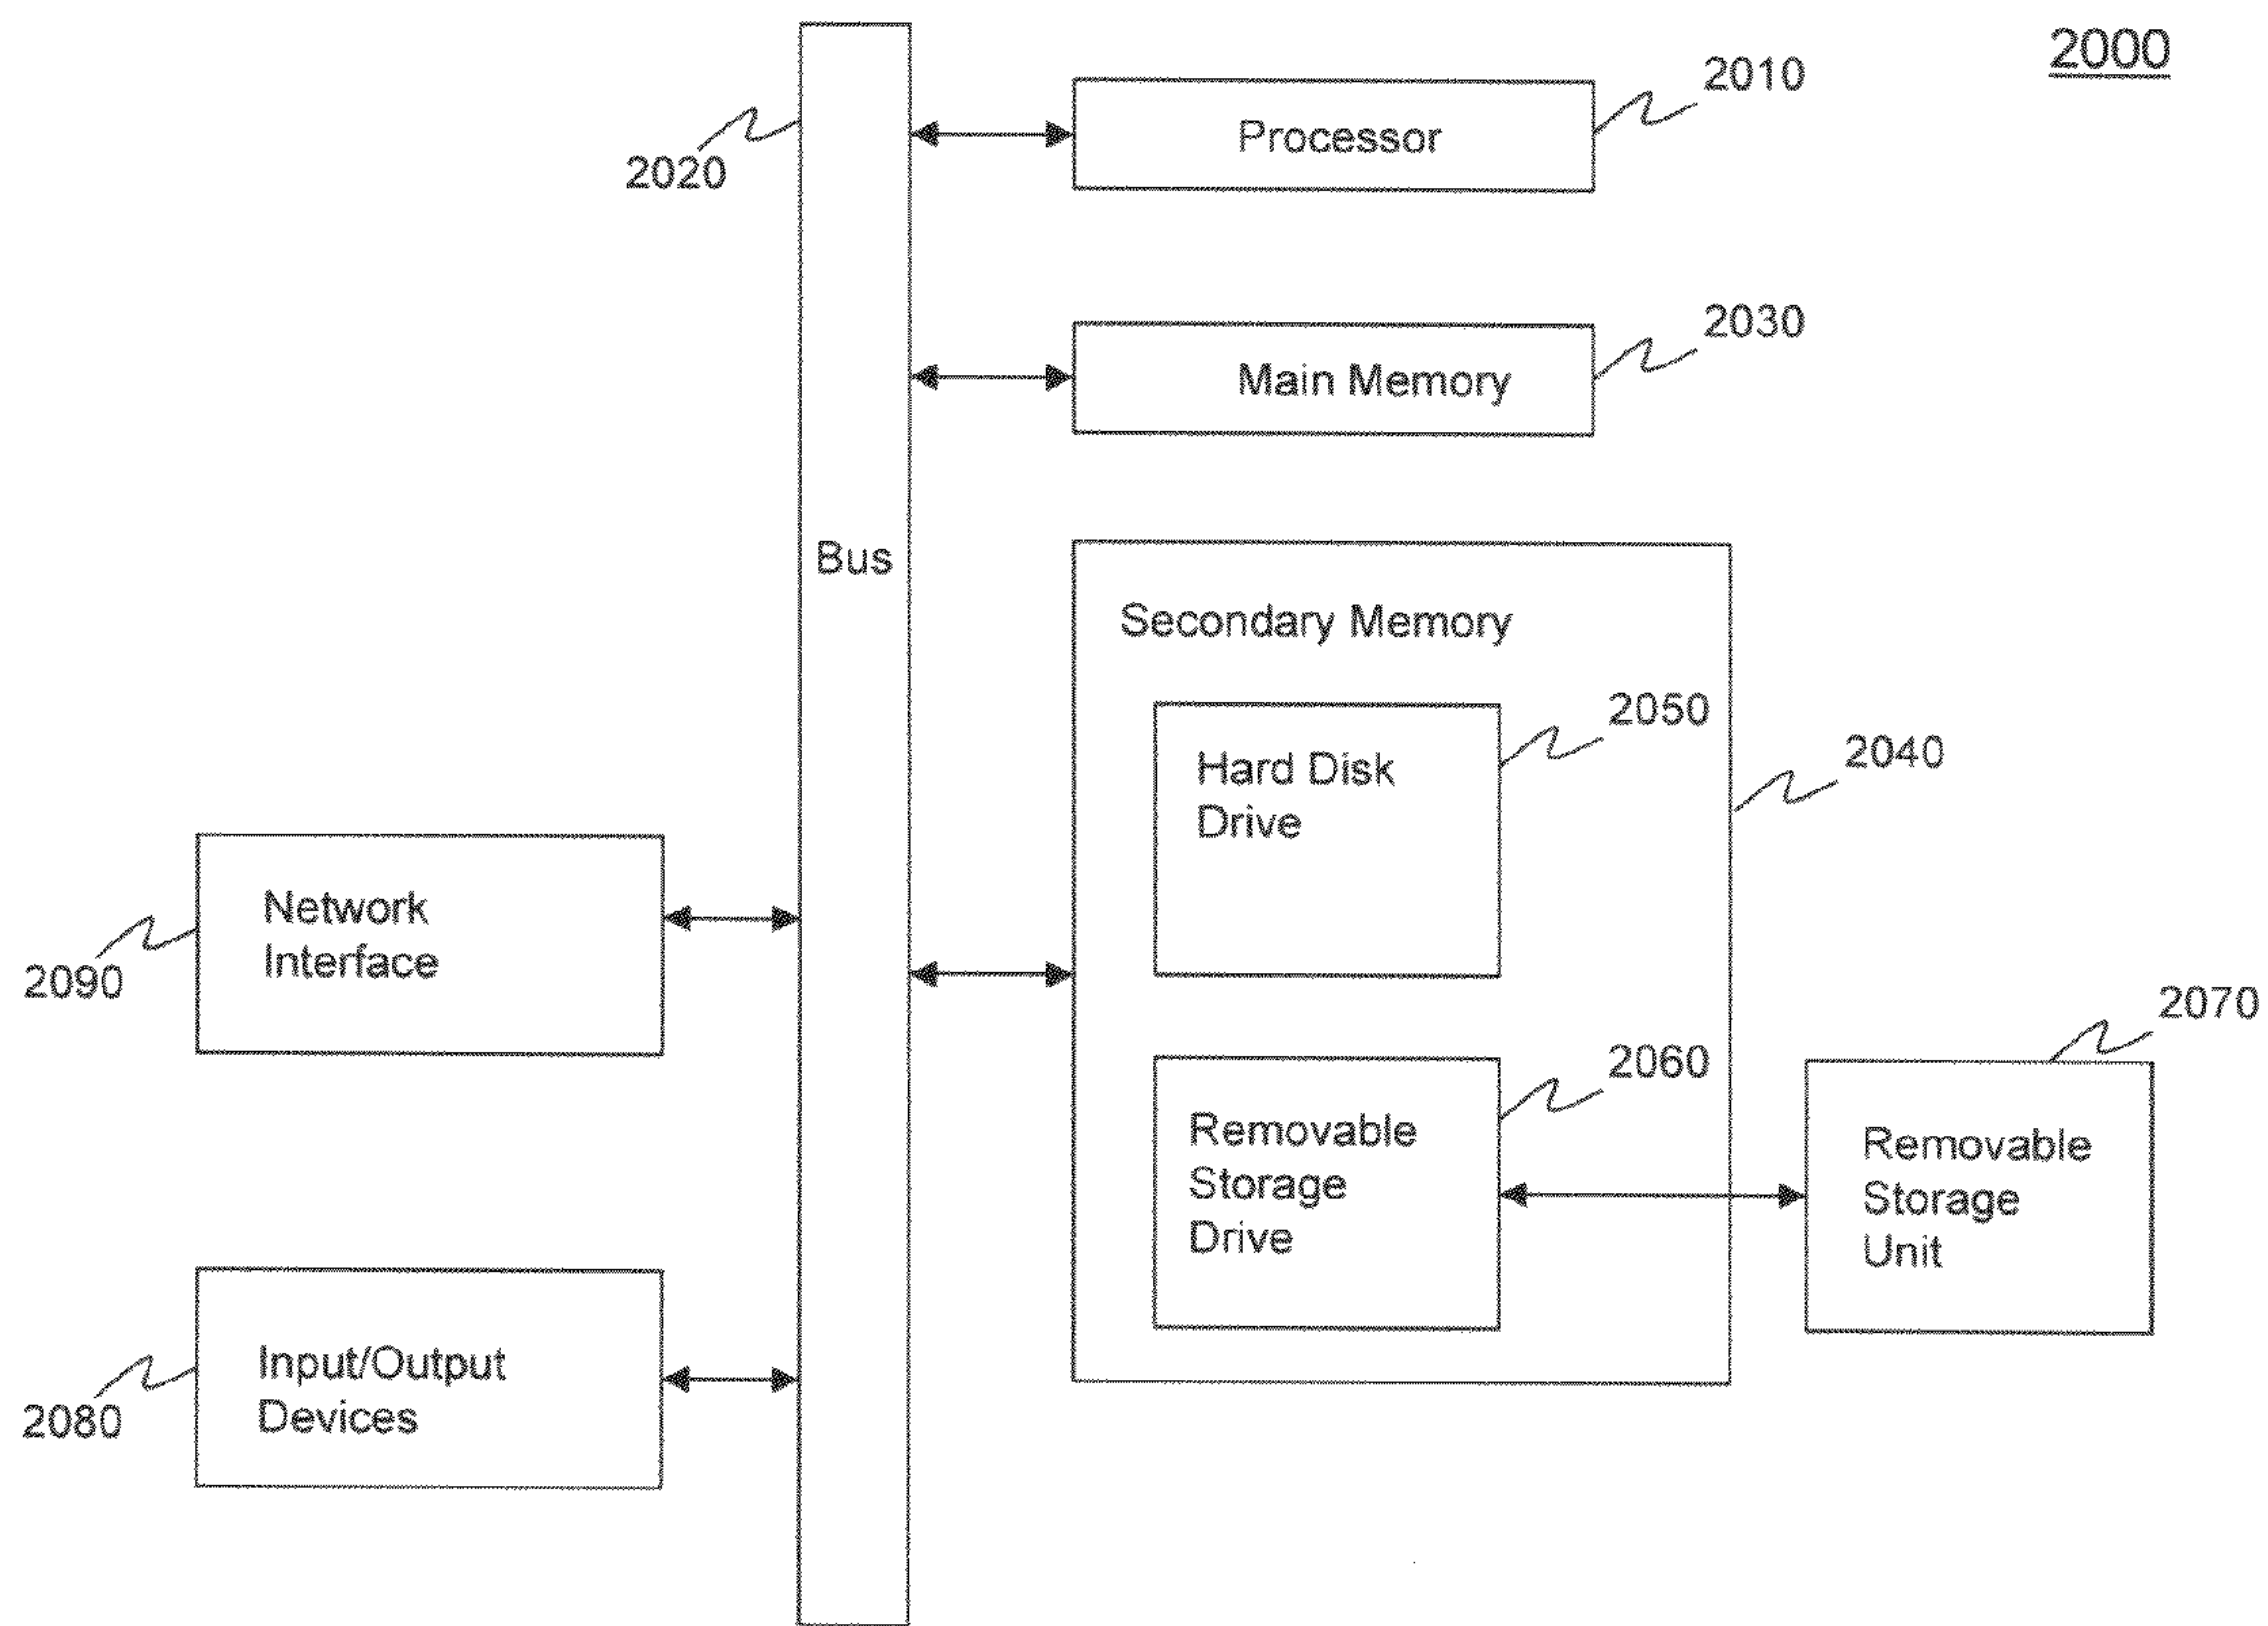 2000
2010
Processor
2020
2030
Main Memory
Bus
Secondary Memory
2050
Hard Disk
Drive
2040
Network
Interface
2090
2070
2060
Removable
Storage
Drive
Removable
Storage
Unit
Input/Output
Devices
2080